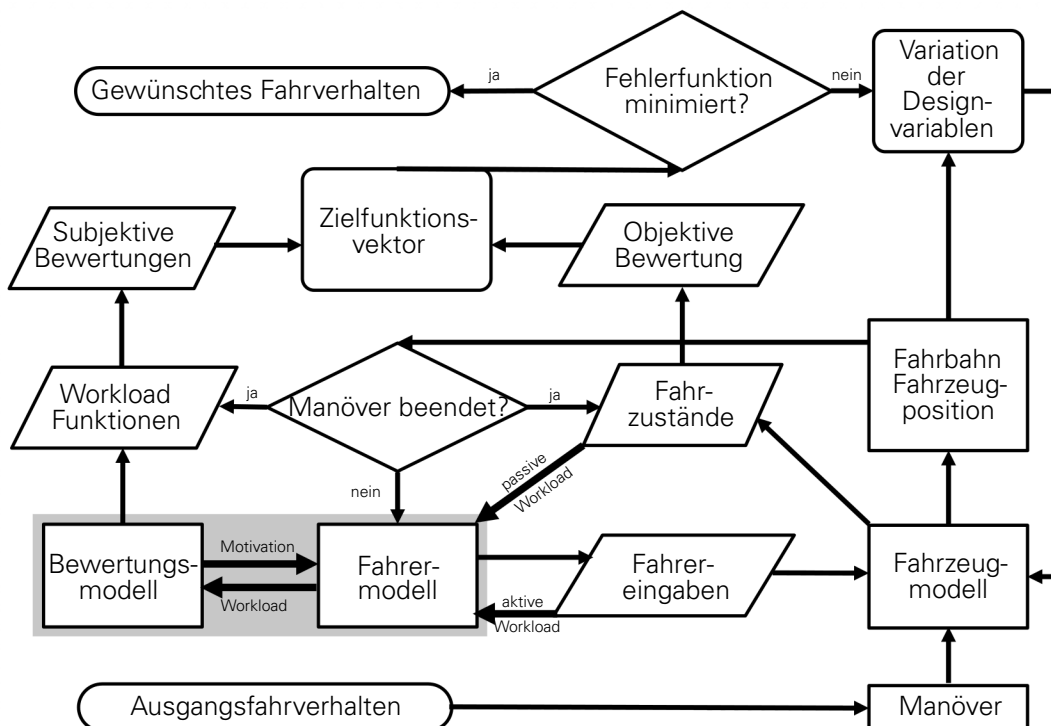 ja
Fehlerfunktion
minimiert?
nein
Variation
der
Design-
variablen
Gewünschtes Fahrverhalten
Subjektive
Bewertungen
Zielfunktions-
vektor
Objektive
Bewertung
Workload
Funktionen
ja
Manöver beendet?
ja
Fahr-
zustände
Fahrbahn
Fahrzeug-
position
nein
passive
Workload
Bewertungs-
modell
Motivation
Workload
Fahrer-
modell
aktive
Workload
Fahrer-
eingaben
Fahrzeug-
modell
Ausgangsfahrverhalten
Manöver